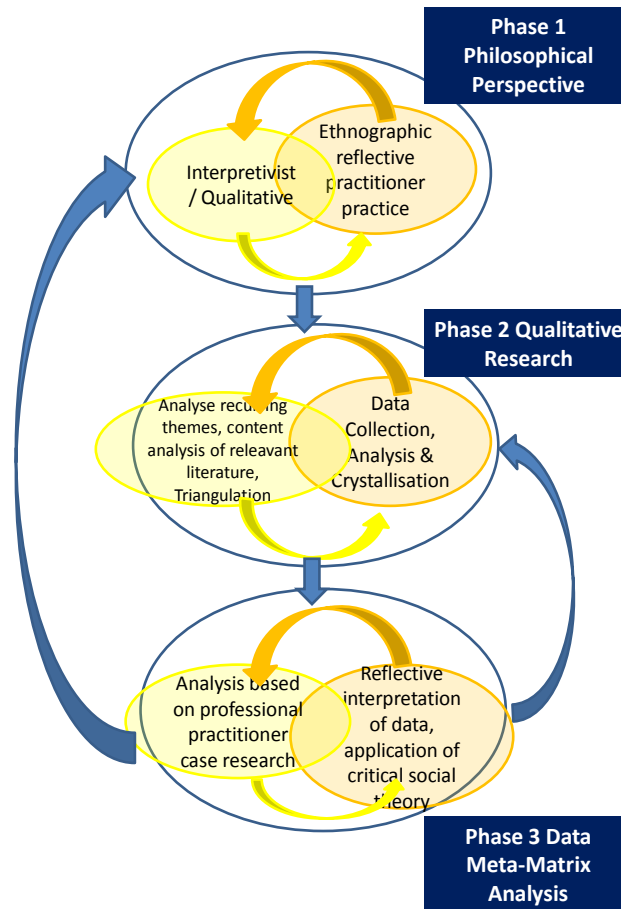 Phase 1
Philosophical
Perspective
Interpretivist
/ Qualitative
Ethnographic
reflective
practitioner
practice
Phase 2 Qualitative
Research
Analyse recurring
themes, content
analysis of releavant
literature,
Triangulation
Data
Collection,
Analysis &
Crystallisation
Analysis based
on professional
practitioner
case research
Reflective
interpretation
of data,
application of
critical social
theory
Phase 3 Data
Meta-Matrix
Analysis